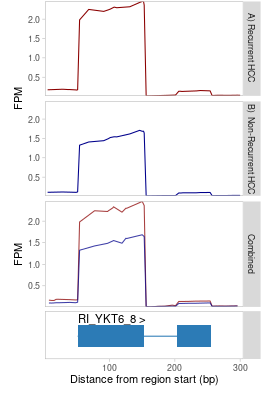 2.0
1.5
1.0
0.5
FPM
A) Recurrent HCC
2.0
1.5
1.0
0.5
B) Non-Recurrent HCC
2.5
2.0
1.5
1.0
0.5
FPM
Combined
RI_YKT6_8 >
100
200
300
Distance from region start (bp)